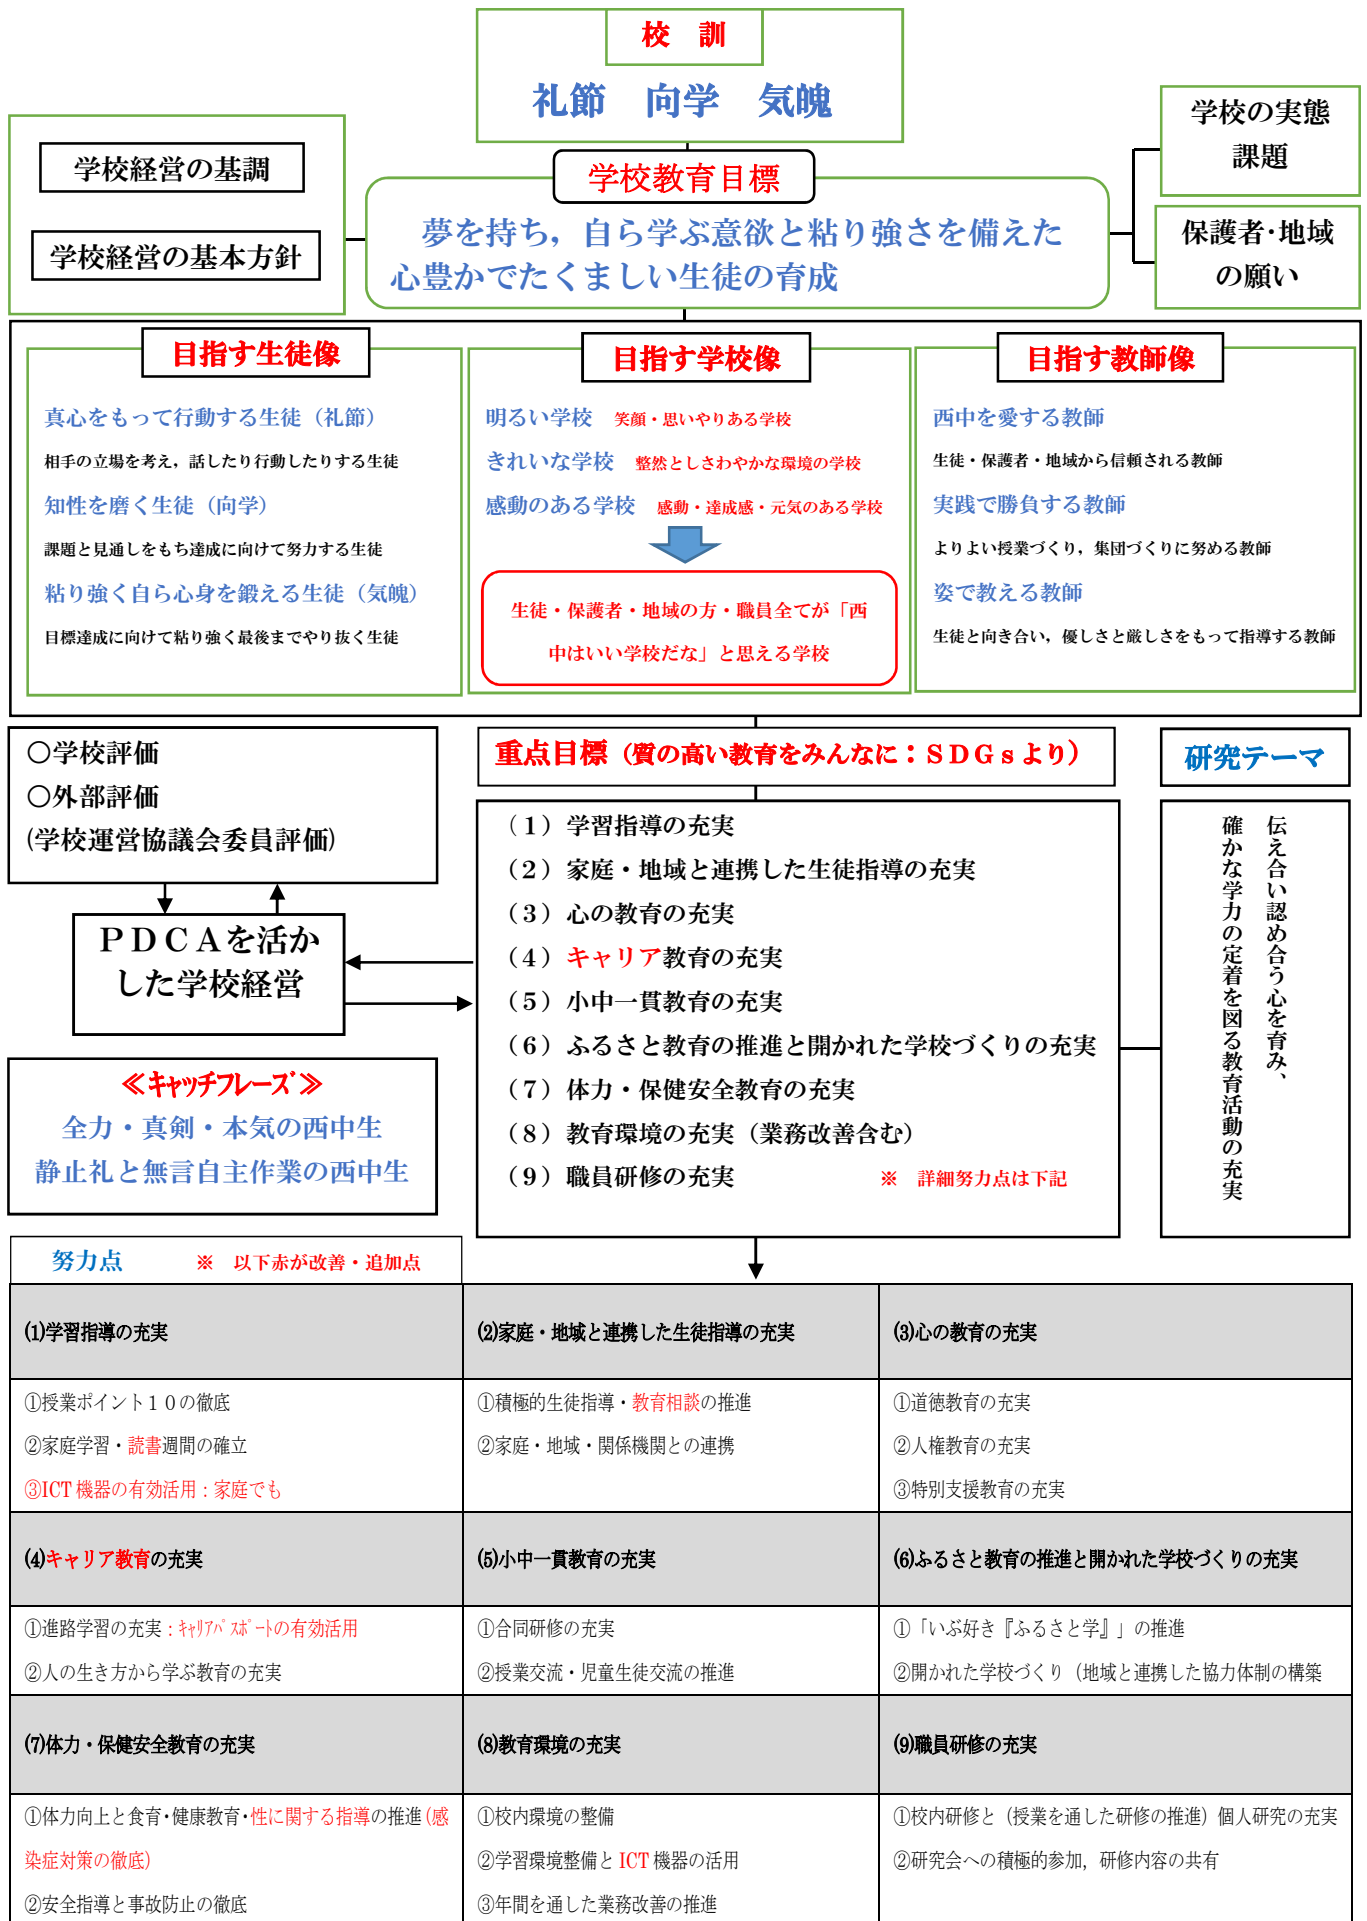 校　訓
礼節　向学　気魄
学校経営の基調
学校経営の基本方針
学校教育目標
夢を持ち，自ら学ぶ意欲と粘り強さを備えた
心豊かでたくましい生徒の育成
学校の実態
課題
保護者・地域
の願い
目指す生徒像
真心をもって行動する生徒（礼節）
相手の立場を考え，話したり行動したりする生徒
知性を磨く生徒（向学）
課題と見通しをもち達成に向けて努力する生徒
粘り強く自ら心身を鍛える生徒（気魄）
目標達成に向けて粘り強く最後までやり抜く生徒
目指す学校像
明るい学校　笑顔・思いやりある学校
きれいな学校　整然としさわやかな環境の学校
感動のある学校　感動・達成感・元気のある学校
生徒・保護者・地域の方・職員全てが「西
中はいい学校だな」と思える学校
目指す教師像
西中を愛する教師
生徒・保護者・地域から信頼される教師
実践で勝負する教師
よりよい授業づくり，集団づくりに努める教師
姿で教える教師
生徒と向き合い，優しさと厳しさをもって指導する教師
〇学校評価
〇外部評価
(学校運営協議会委員評価)
ＰＤＣＡを活か
した学校経営
≪キャッチフレーズ≫
全力・真剣・本気の西中生
静止礼と無言自主作業の西中生
重点目標（質の高い教育をみんなに：ＳＤＧｓより）
（１）学習指導の充実
（２）家庭・地域と連携した生徒指導の充実
（３）心の教育の充実
（４）キャリア教育の充実
（５）小中一貫教育の充実
（６）ふるさと教育の推進と開かれた学校づくりの充実
（７）体力・保健安全教育の充実
（８）教育環境の充実（業務改善含む）
（９）職員研修の充実　※　詳細努力点は下記
研究テーマ
伝え合い認め合う心を育み、
確かな学力の定着を図る教育活動の充実
努力点　※　以下赤が改善・追加点
⑴学習指導の充実
①授業ポイント１０の徹底
②家庭学習・読書週間の確立
③ICT 機器の有効活用：家庭でも
⑵家庭・地域と連携した生徒指導の充実
①積極的生徒指導・教育相談の推進
②家庭・地域・関係機関との連携
⑶心の教育の充実
①道徳教育の充実
②人権教育の充実
③特別支援教育の充実
⑷キャリア教育の充実
①進路学習の充実：ｷｬﾘｱﾊﾟｽﾎﾟｰﾄの有効活用
②人の生き方から学ぶ教育の充実
⑸小中一貫教育の充実
①合同研修の充実
②授業交流・児童生徒交流の推進
⑹ふるさと教育の推進と開かれた学校づくりの充実
①「いぶ好き『ふるさと学』」の推進
②開かれた学校づくり（地域と連携した協力体制の構築
⑺体力・保健安全教育の充実
①体力向上と食育・健康教育・性に関する指導の推進(感
染症対策の徹底)
②安全指導と事故防止の徹底
⑻教育環境の充実
①校内環境の整備
②学習環境整備と ICT 機器の活用
③年間を通した業務改善の推進
⑼職員研修の充実
①校内研修と（授業を通した研修の推進）個人研究の充実
②研究会への積極的参加，研修内容の共有